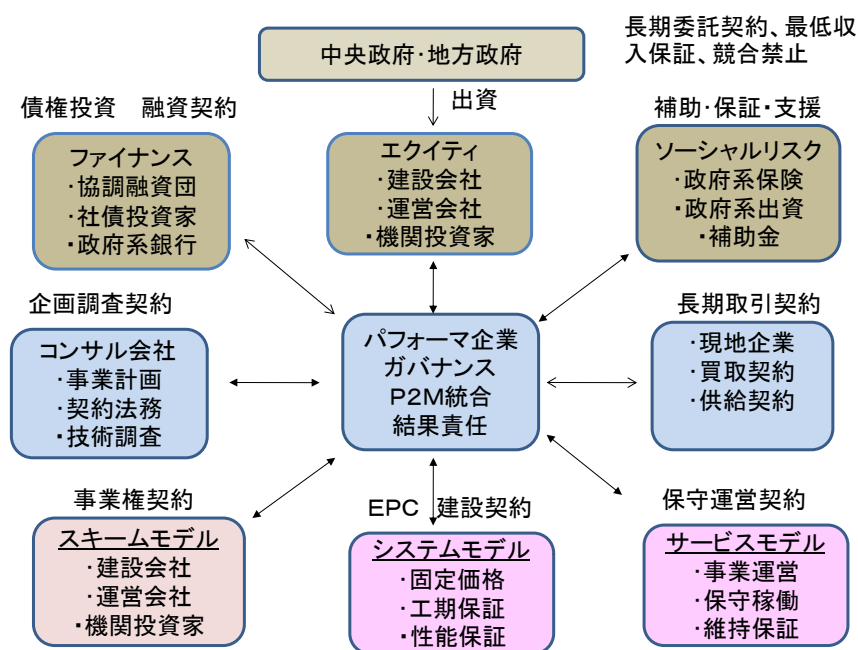 中央政府・地方政府
長期委託契約、最低収
入保証、競合禁止
出資
債権投資　融資契約
補助・保証・支援
ファイナンス
・協調融資団
・社債投資家
・政府系銀行
エクイティ
・建設会社
・運営会社
・機関投資家
ソーシャルリスク
・政府系保険
・政府系出資
・補助金
企画調査契約
コンサル会社
・事業計画
・契約法務
・技術調査
パフォーマ企業
ガバナンス
P2M統合
結果責任
長期取引契約
・現地企業
・買取契約
・供給契約
事業権契約
スキームモデル
・建設会社
・運営会社
・機関投資家
EPC　建設契約
システムモデル
・固定価格
・工期保証
・性能保証
保守運営契約
サービスモデル
・事業運営
・保守稼働
・維持保証